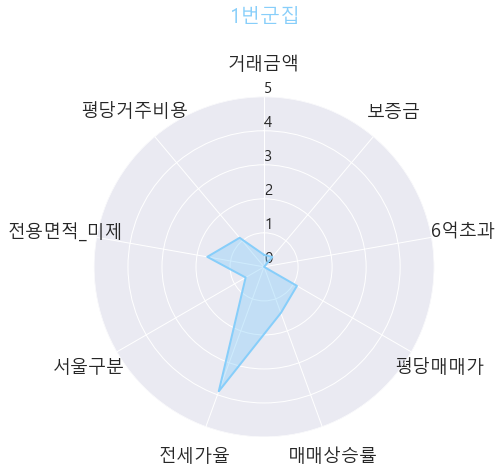 1번군집
거래금액
평당거주비용
보증금
5
4
3
2
1
0
전용면적_미제
6억초과
서울구분
평당매매가
전세가율
매매상승률